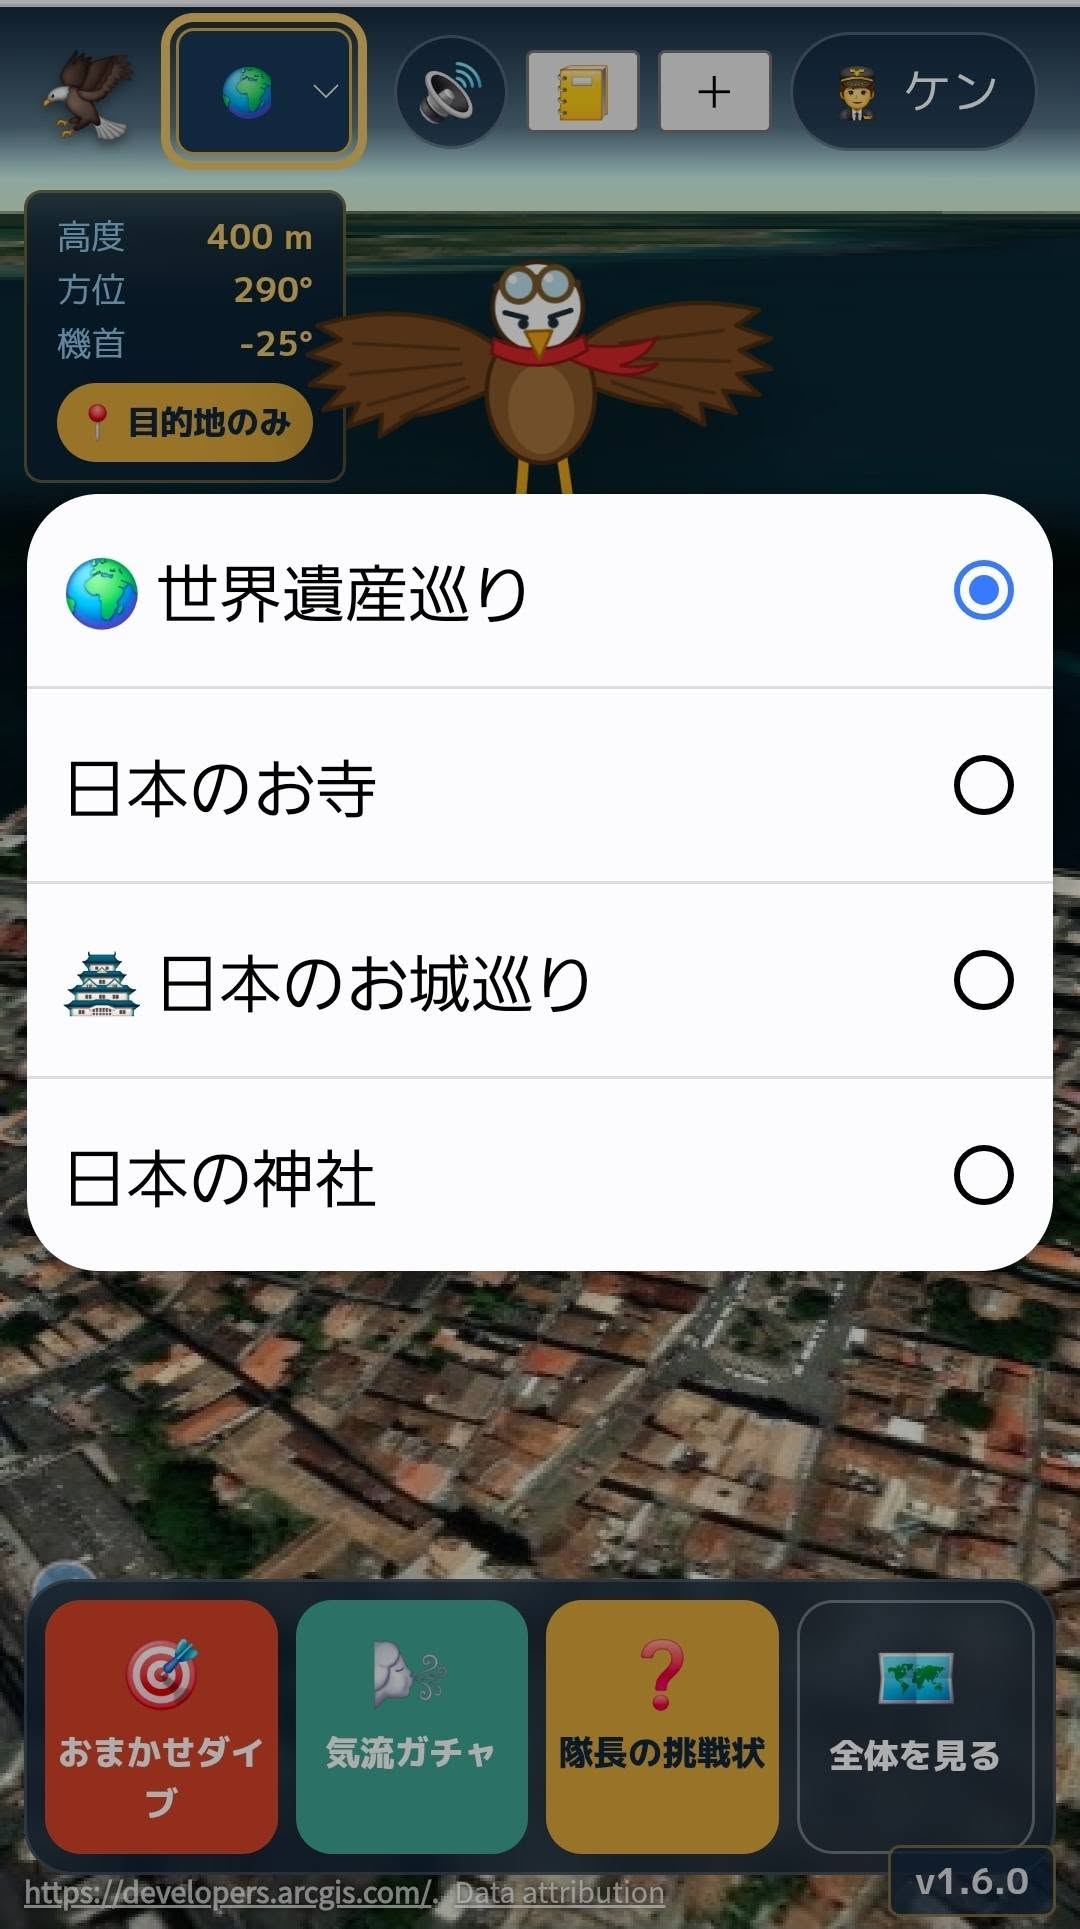 ケン
高度 400 m
方位 290°
機首 -25°
目的地のみ
世界遺産巡り
日本のお寺
日本のお城巡り
日本の神社
おまかせダイ
ブ
気流ガチャ
隊長の挑戦状
全体を見る
v1.6.0
https://developers.arcgis.com/. Data attribution